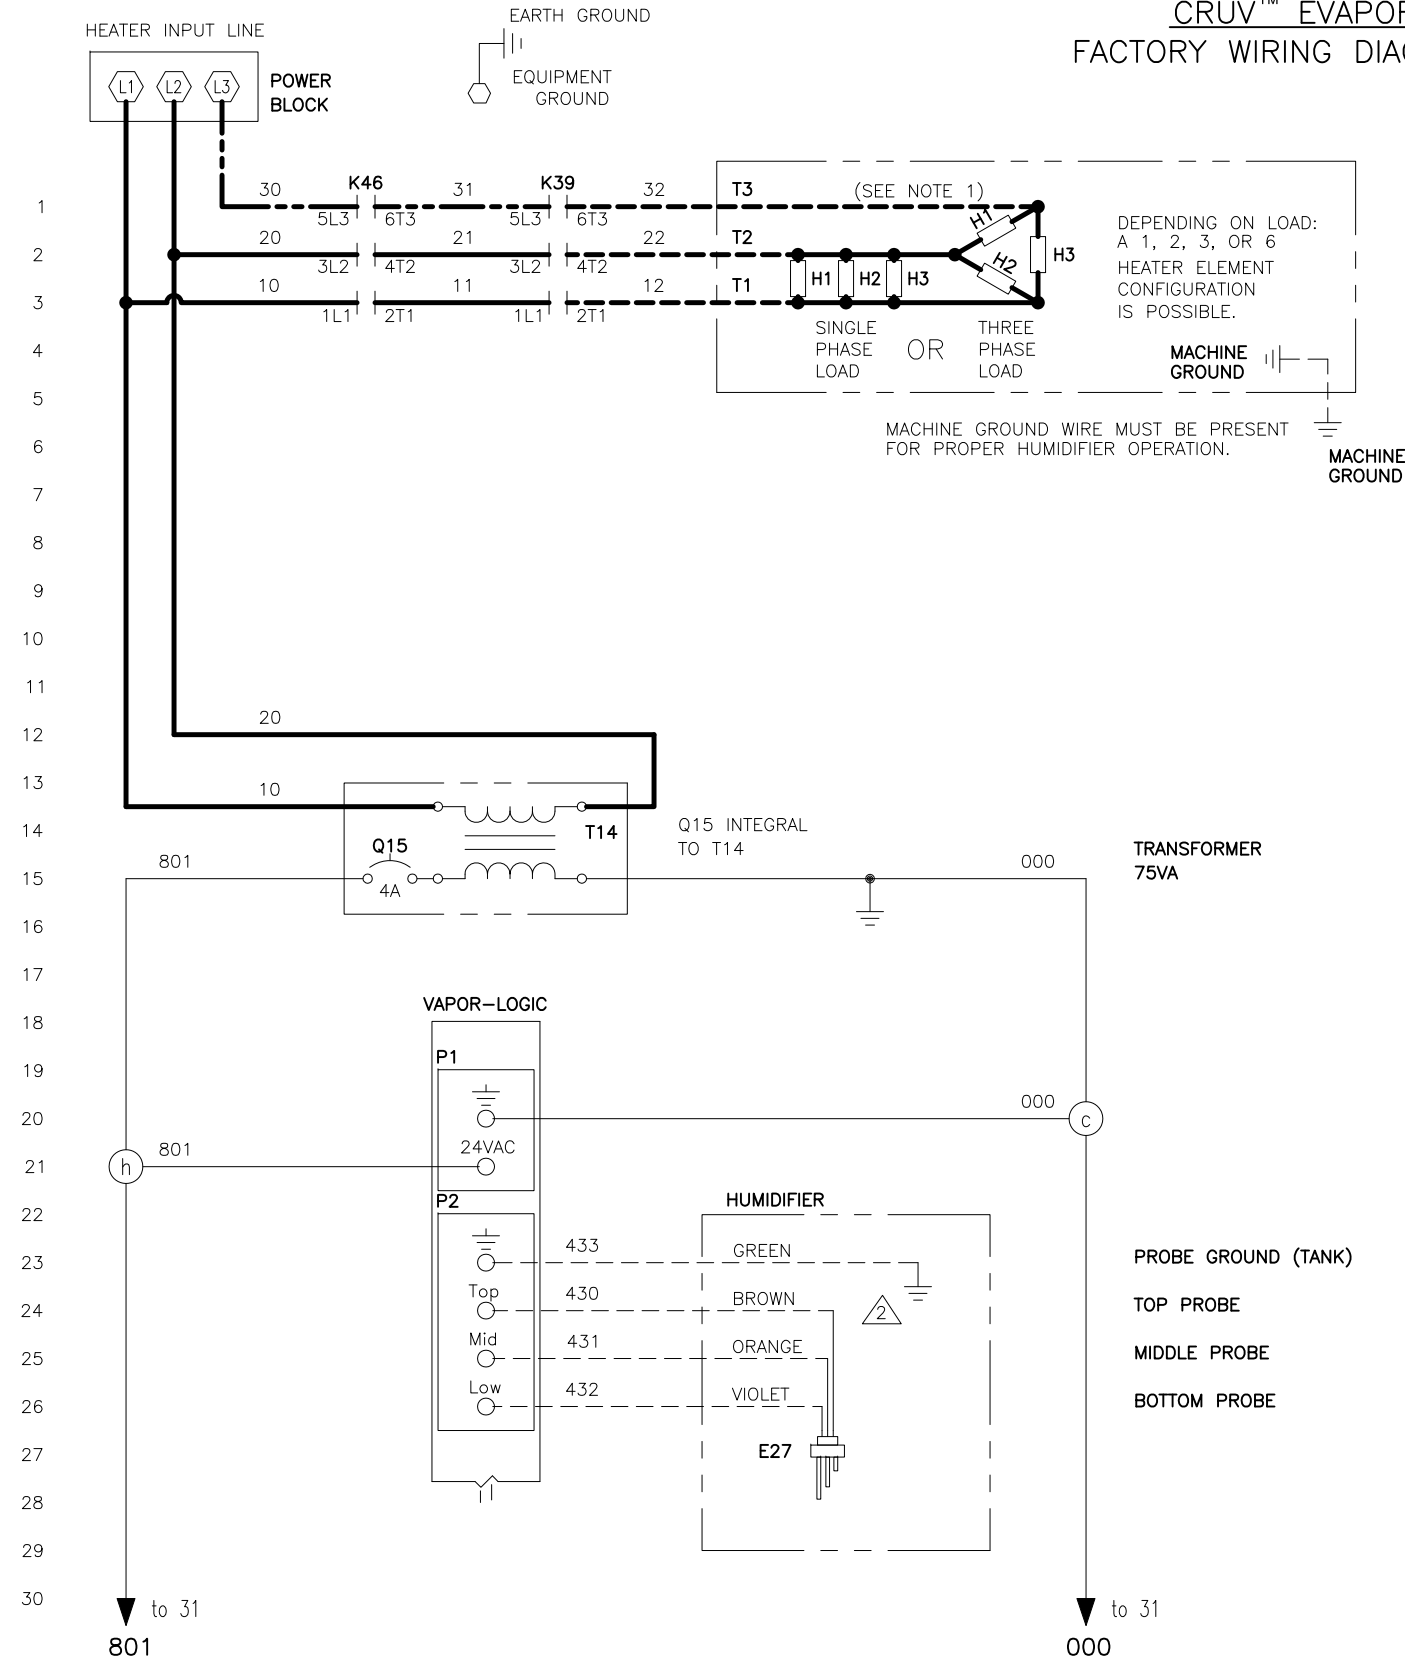 CRUV™ EVAPOR
FACTORY WIRING DIAG
EARTH GROUND
HEATER INPUT LINE
EQUIPMENT
GROUND
L1 L2 L3
POWER
BLOCK
30 K46 31 K39 32 T3 (SEE NOTE 1)
1 5L3 6T3 5L3 6T3 H1
DEPENDING ON LOAD:
A 1, 2, 3, OR 6
HEATER ELEMENT
CONFIGURATION
IS POSSIBLE.
20 21 22 T2
2 3L2 4T2 3L2 4T2 H2 H3
10 11 12 T1 H1 H2 H3
3 1L1 2T1 1L1 2T1
SINGLE
PHASE
LOAD
OR
THREE
PHASE
LOAD
MACHINE
GROUND
4
5
MACHINE GROUND WIRE MUST BE PRESENT
FOR PROPER HUMIDIFIER OPERATION.
6
MACHINE
GROUND
7
8
9
10
11
20
12
13
10
14 T14
Q15 INTEGRAL
TO T14
Q15
801 000
TRANSFORMER
75VA
15 4A
16
17
VAPOR-LOGIC
18
P1
19
000
20 c
801 24VAC
21 h
P2
22 HUMIDIFIER
433 GREEN
23 PROBE GROUND (TANK)
Top 430 BROWN
24 2 TOP PROBE
Mid 431 ORANGE
25 MIDDLE PROBE
Low 432 VIOLET
26 BOTTOM PROBE
27 E27
28
29
30 to 31 to 31
801 000